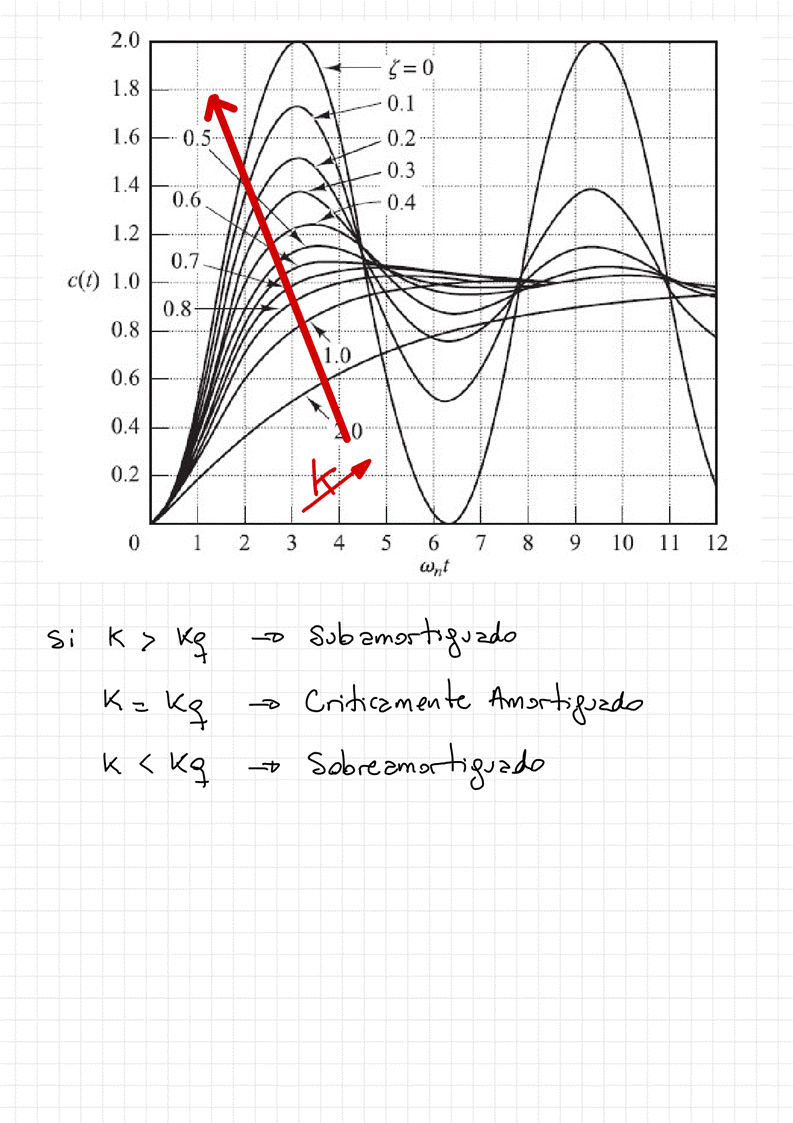 2.0
ζ = 0
1.8
0.1
1.6
0.5
0.2
0.3
1.4
0.6
0.4
1.2
0.7
c(t)
1.0
0.8
0.8
1.0
0.6
0.4
2.0
0.2
K
0 1 2 3 4 5 6 7 8 9 10 11 12
ωnt
Si K > Kq → Subamortiguado
K = Kq → Criticamente Amortiguado
K < Kq → Sobreamortiguado